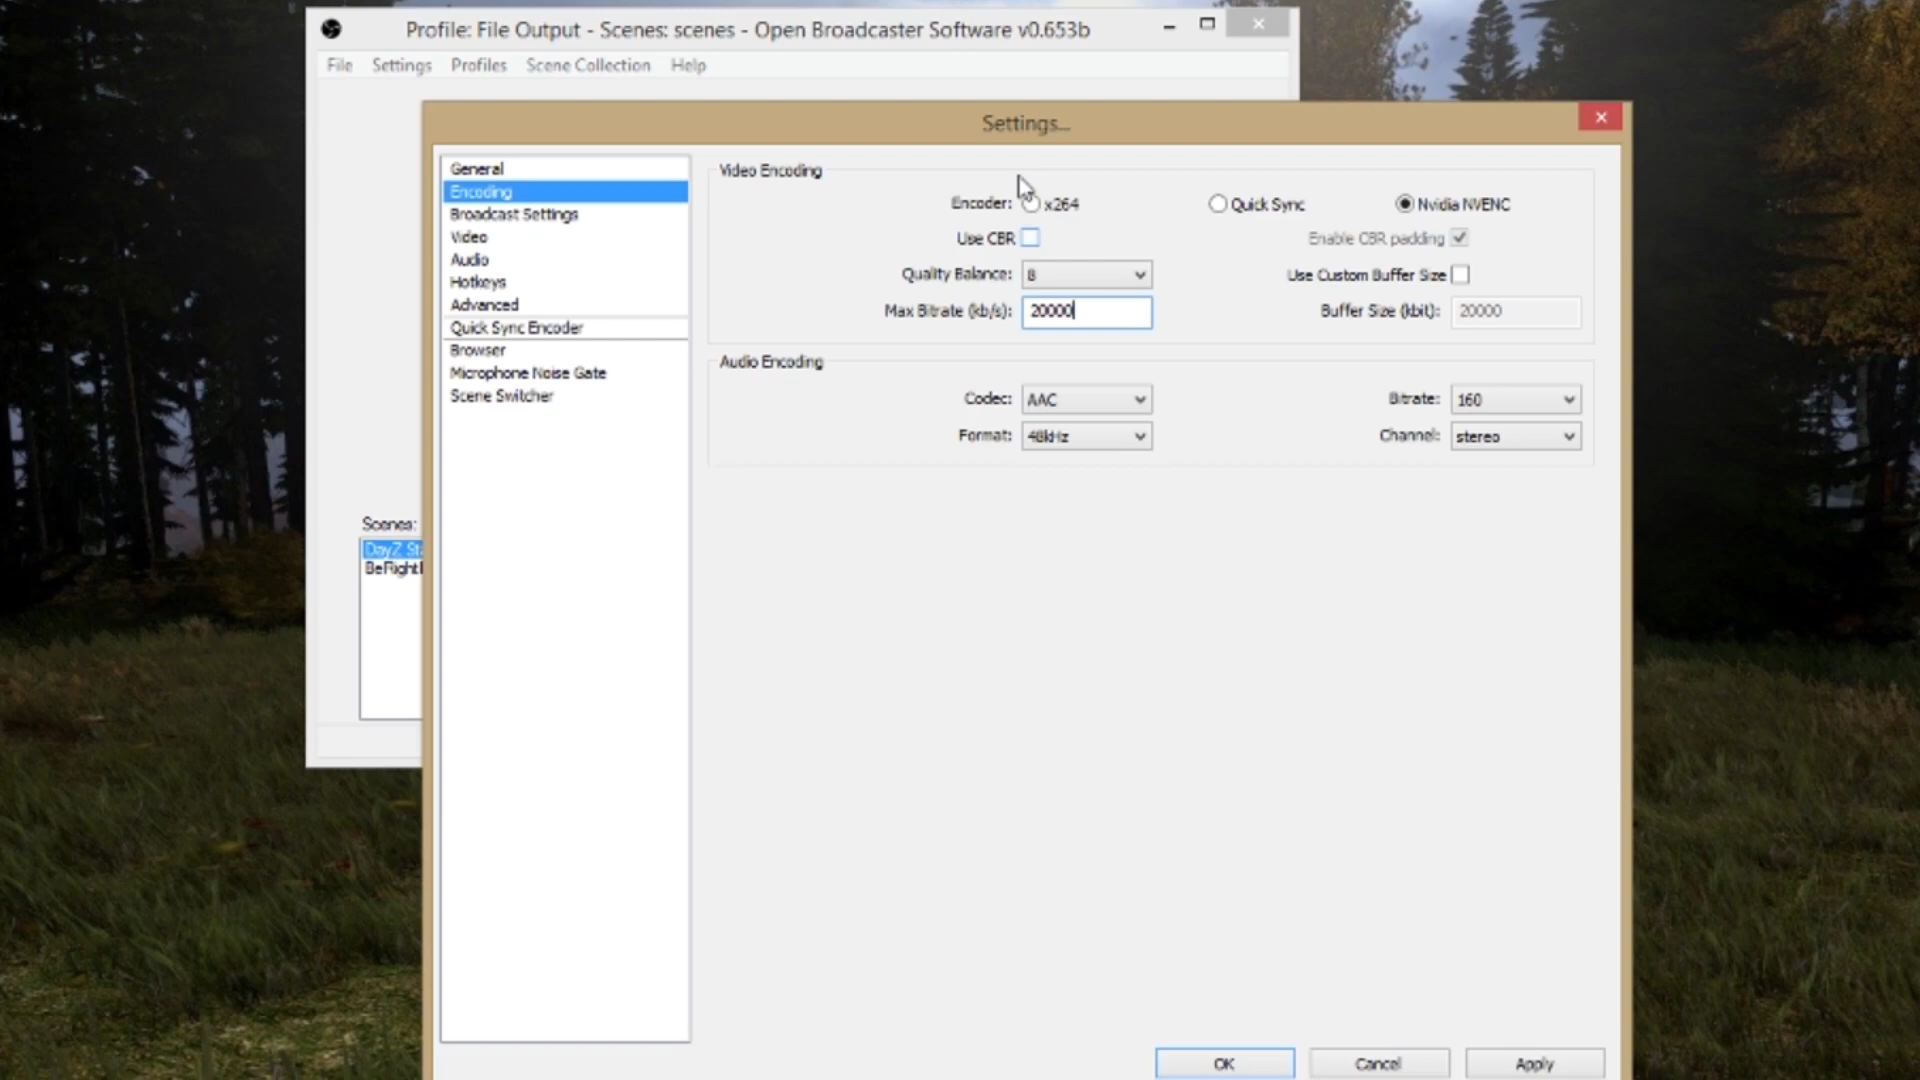 Profile: File Output - Scenes: scenes - Open Broadcaster Software v0.653b
File Settings Profiles Scene Collection Help
Settings...
General
Encoding
Broadcast Settings
Video
Audio
Hotkeys
Advanced
Quick Sync Encoder
Browser
Microphone Noise Gate
Scene Switcher
Video Encoding
Encoder: x264 Quick Sync Nvidia NVENC
Use CBR Enable CBR padding
Quality Balance: 8 Use Custom Buffer Size
Max Bitrate (kb/s): 20000 Buffer Size (kbit): 20000
Audio Encoding
Codec: AAC Bitrate: 160
Format: 48kHz Channel: stereo
Scenes:
DayZ St
BeRight
OK Cancel Apply